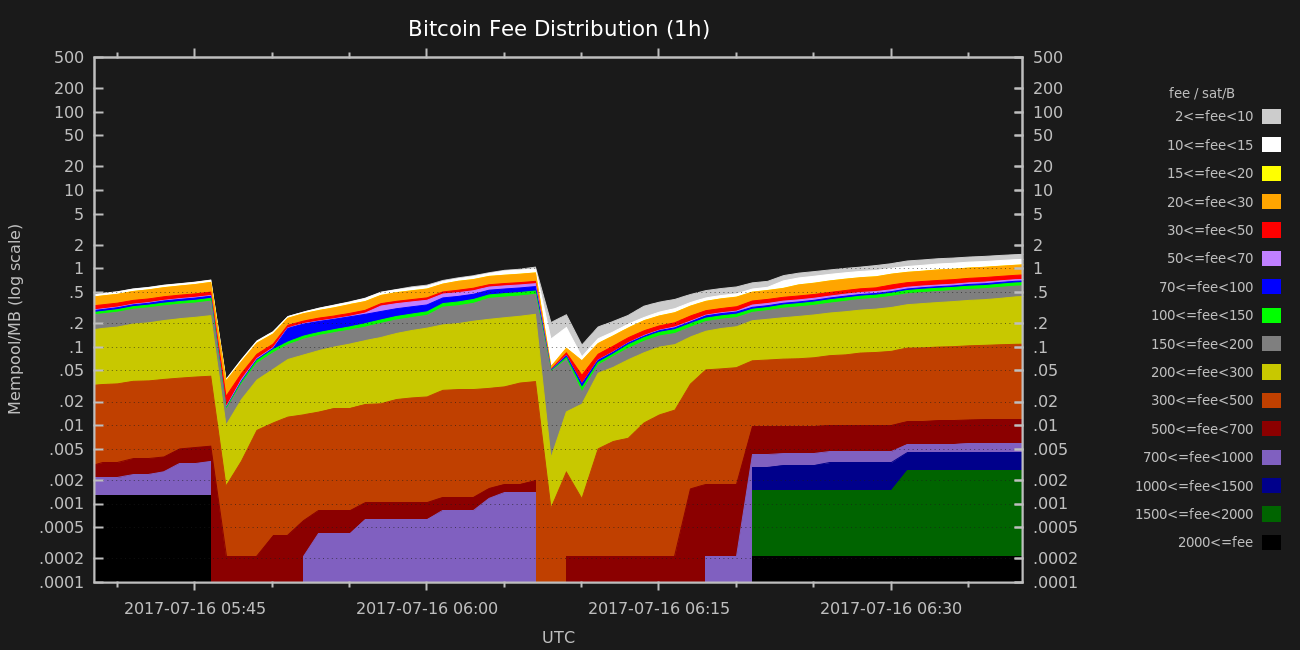 Bitcoin Fee Distribution (1h)
500
200
100
50
20
10
5
2
1
.5
.2
.1
.05
.02
.01
.005
.002
.001
.0005
.0002
.0001
Mempool/MB (log scale)
500
200
100
50
20
10
5
2
1
.5
.2
.1
.05
.02
.01
.005
.002
.001
.0005
.0002
.0001
2017-07-16 05:45
2017-07-16 06:00
2017-07-16 06:15
2017-07-16 06:30
UTC
fee / sat/B
2<=fee<10
10<=fee<15
15<=fee<20
20<=fee<30
30<=fee<50
50<=fee<70
70<=fee<100
100<=fee<150
150<=fee<200
200<=fee<300
300<=fee<500
500<=fee<700
700<=fee<1000
1000<=fee<1500
1500<=fee<2000
2000<=fee